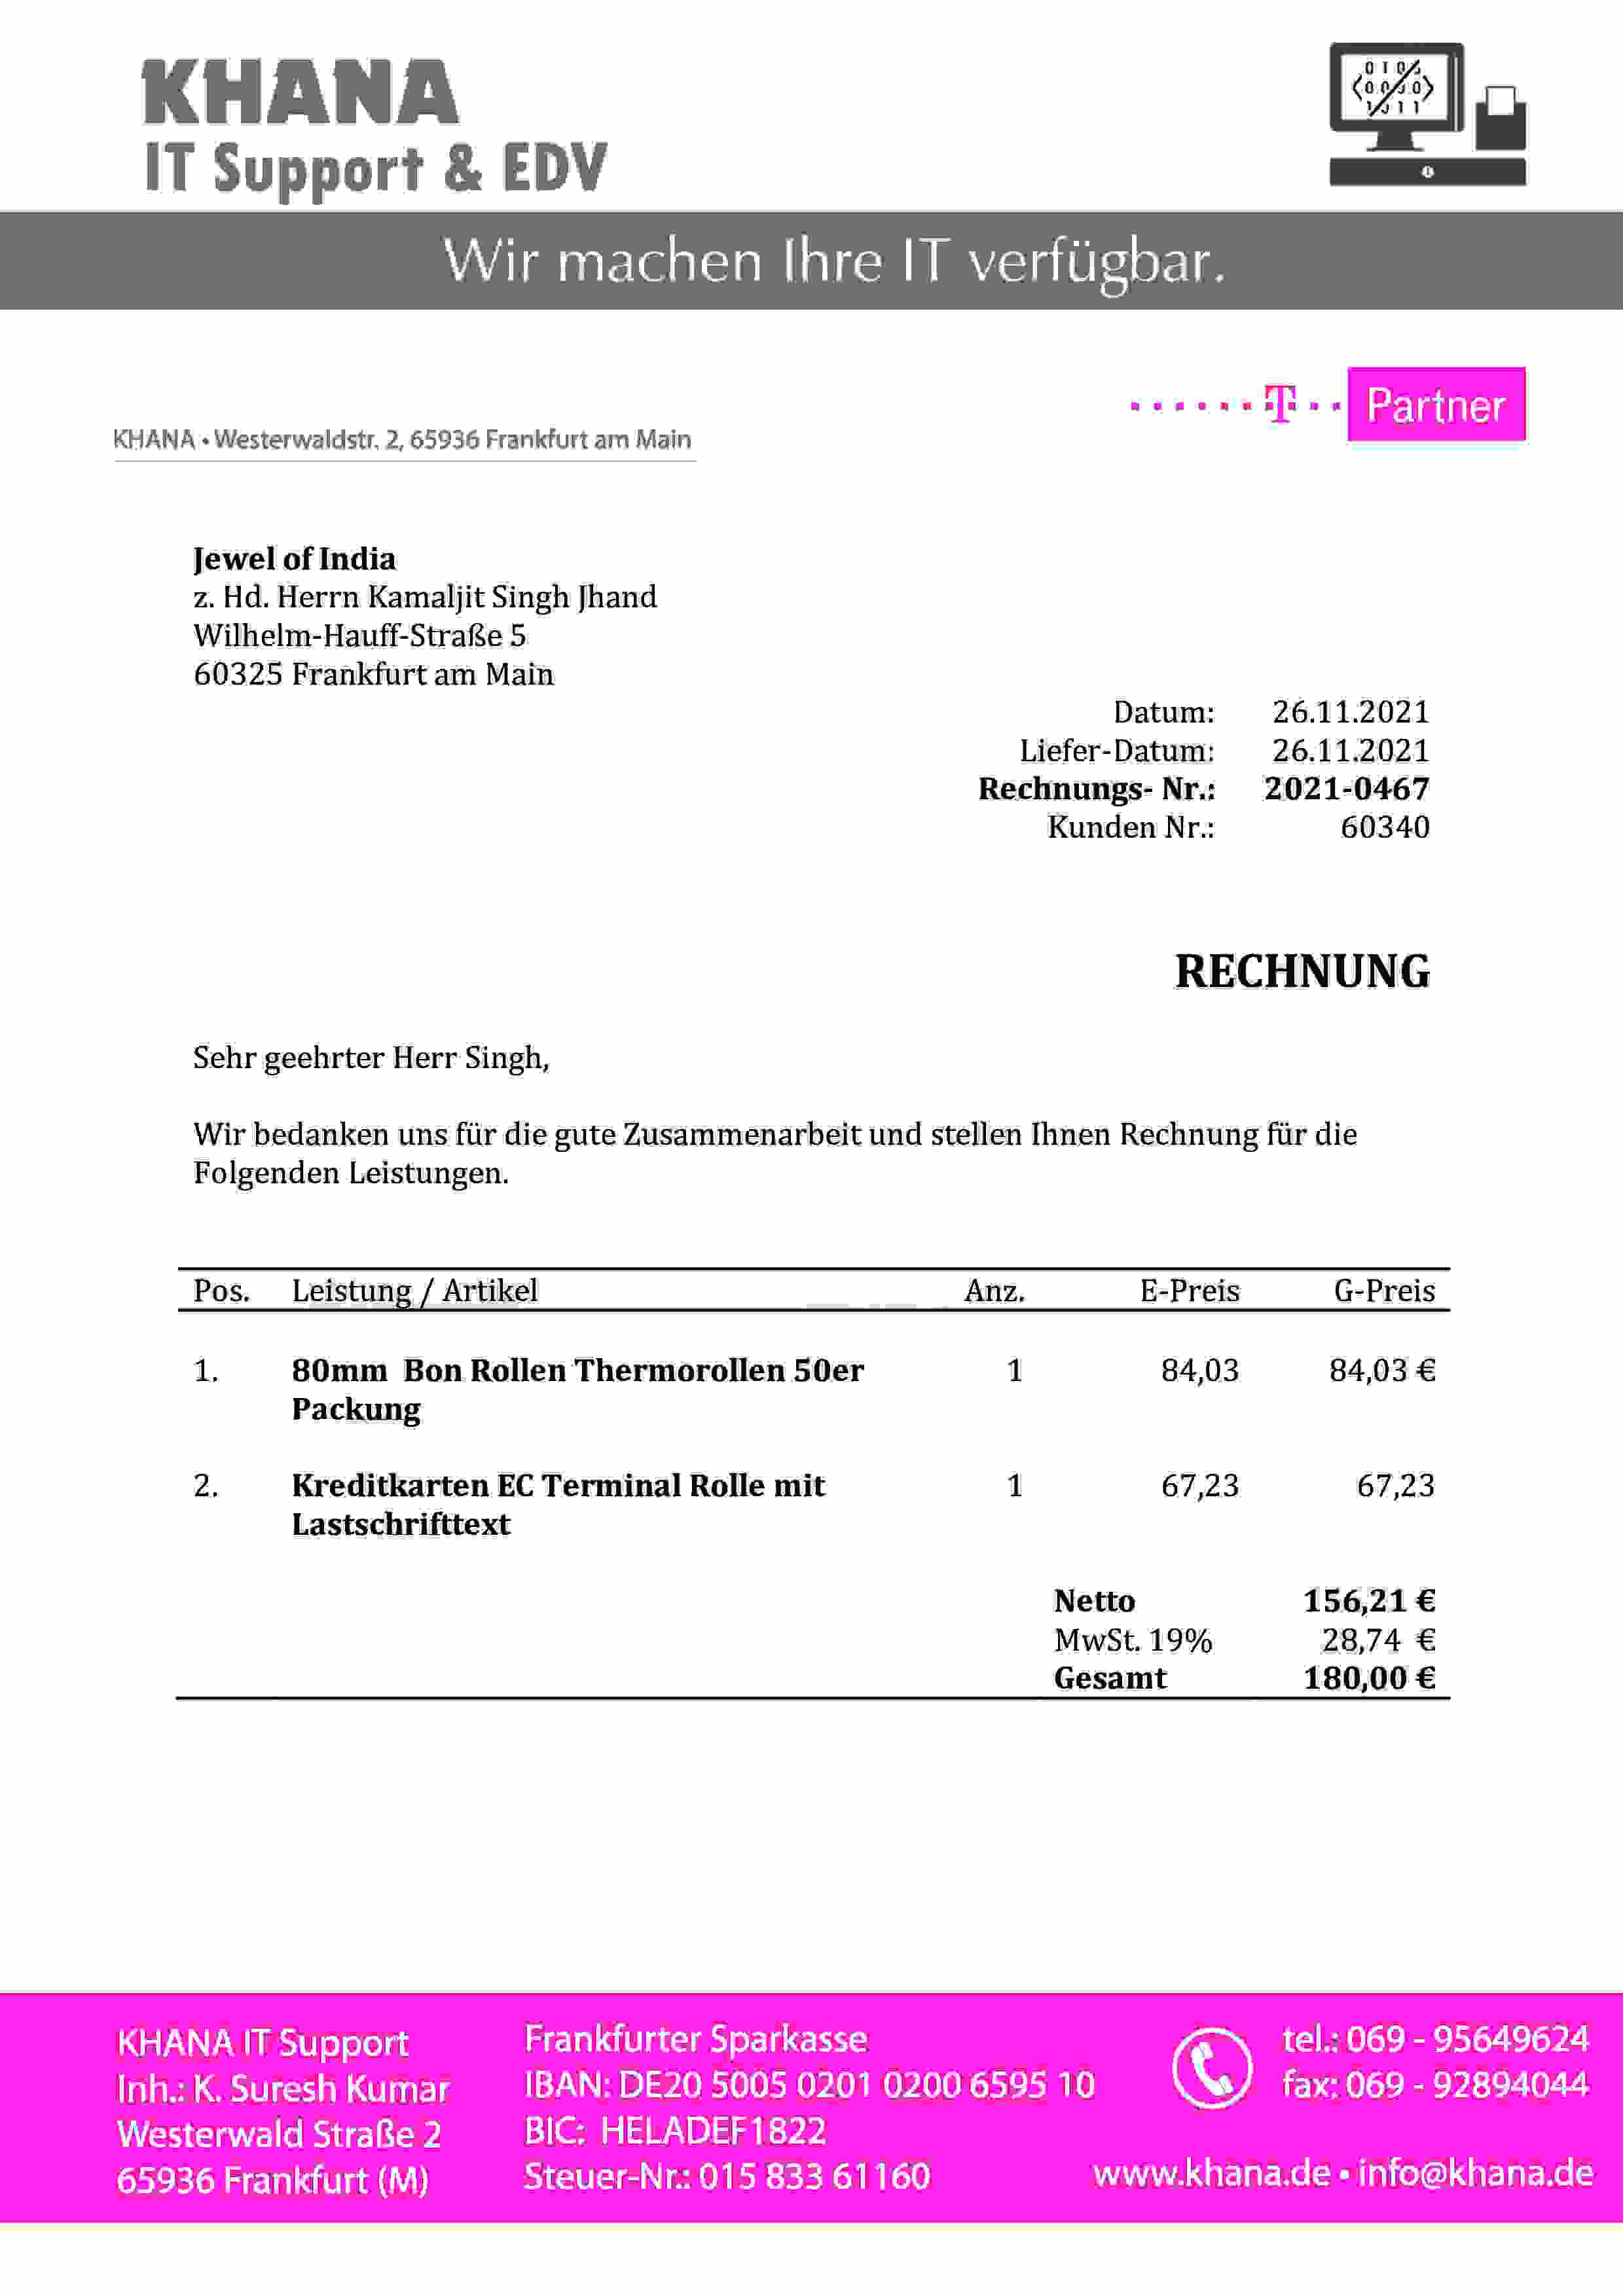 KHANA
IT Support & EDV
Wir machen Ihre IT verfügbar.
T Partner
KHANA • Westerwaldstr. 2, 65936 Frankfurt am Main
Jewel of India
z. Hd. Herrn Kamaljit Singh Jhand
Wilhelm-Hauff-Straße 5
60325 Frankfurt am Main
Datum: 26.11.2021
Liefer-Datum: 26.11.2021
Rechnungs- Nr.: 2021-0467
Kunden Nr.: 60340
RECHNUNG
Sehr geehrter Herr Singh,
Wir bedanken uns für die gute Zusammenarbeit und stellen Ihnen Rechnung für die
Folgenden Leistungen.
Pos. Leistung / Artikel Anz. E-Preis G-Preis
1. 80mm Bon Rollen Thermorollen 50er 1 84,03 84,03 €
Packung
2. Kreditkarten EC Terminal Rolle mit 1 67,23 67,23
Lastschrifttext
Netto 156,21 €
MwSt. 19% 28,74 €
Gesamt 180,00 €
KHANA IT Support
Inh.: K. Suresh Kumar
Westerwald Straße 2
65936 Frankfurt (M)
Frankfurter Sparkasse
IBAN: DE20 5005 0201 0200 6595 10
BIC: HELADEF1822
Steuer-Nr.: 015 833 61160
tel.: 069 - 95649624
fax: 069 - 92894044
www.khana.de • info@khana.de